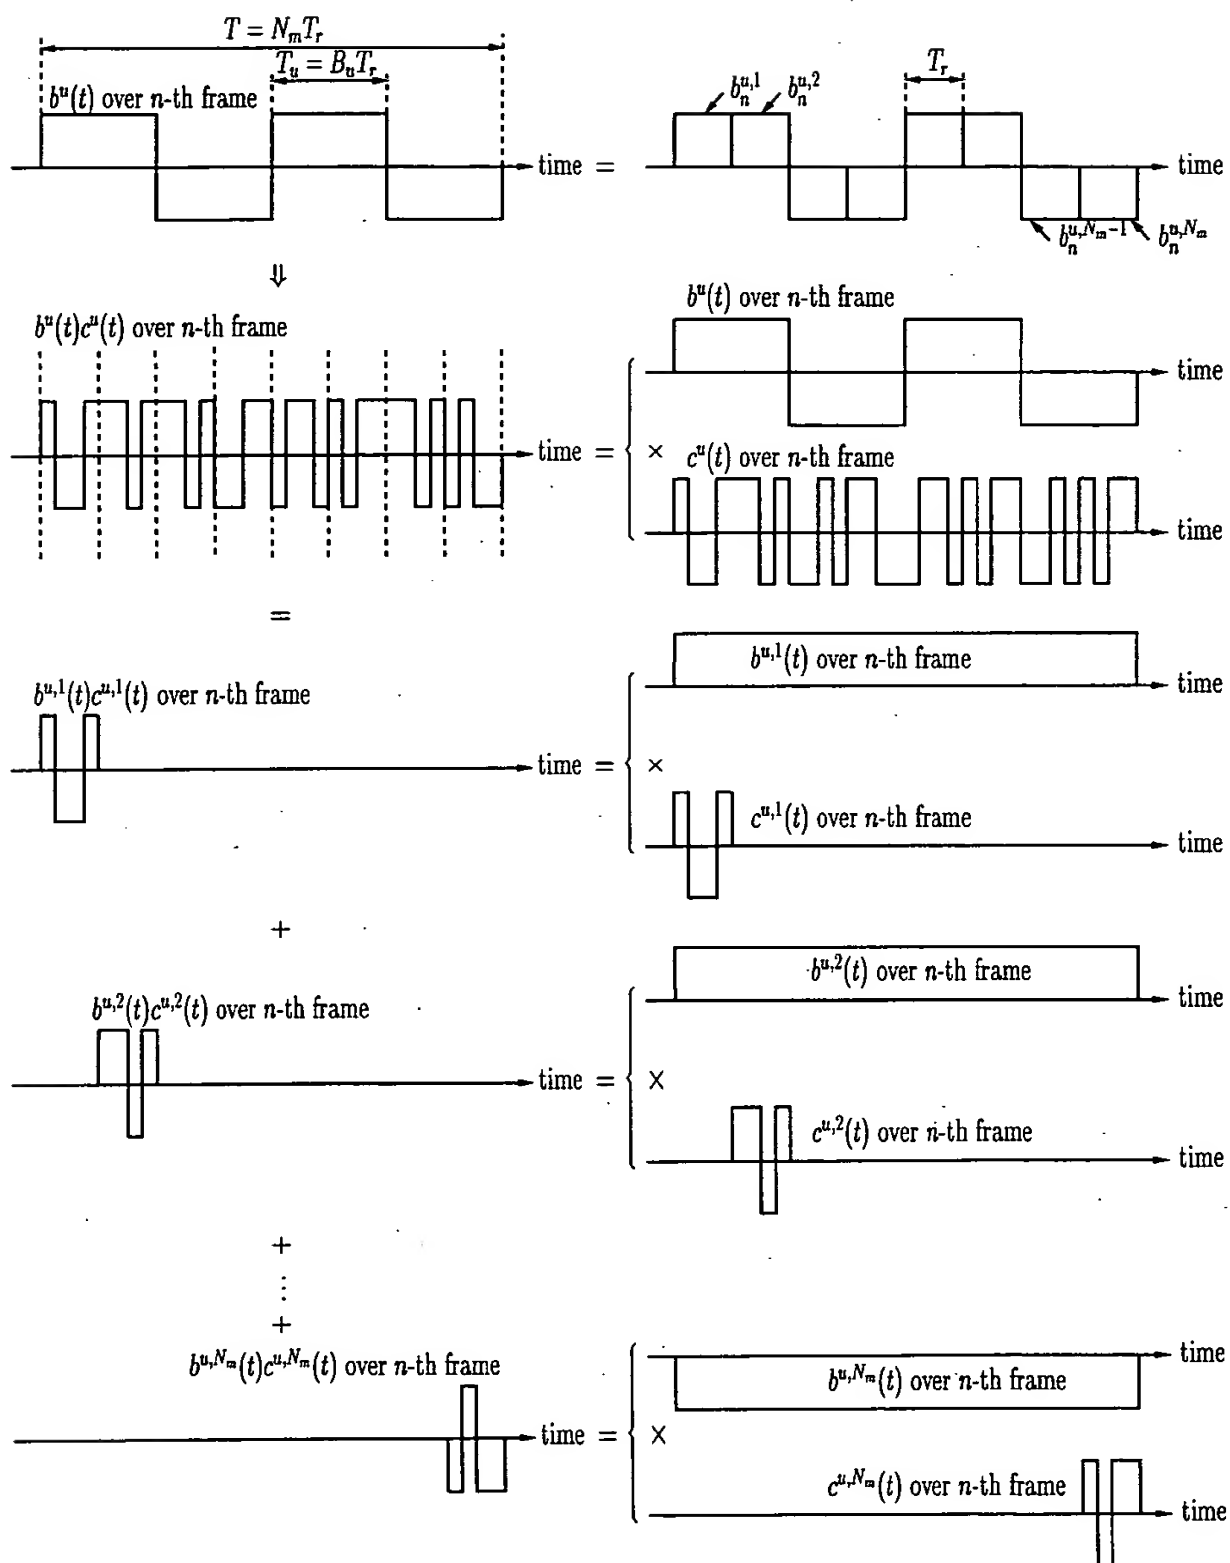 T = N_m T_r
T_u = B_u T_r
b^u(t) over n-th frame
time =
b_n^{u,1} b_n^{u,2}
T_r
time
b_n^{u,N_m-1} b_n^{u,N_m}
⇓
b^u(t)c^u(t) over n-th frame
time =
b^u(t) over n-th frame
time
×
c^u(t) over n-th frame
time
=
b^{u,1}(t)c^{u,1}(t) over n-th frame
time =
b^{u,1}(t) over n-th frame
time
×
c^{u,1}(t) over n-th frame
time
+
b^{u,2}(t)c^{u,2}(t) over n-th frame
time =
b^{u,2}(t) over n-th frame
time
×
c^{u,2}(t) over n-th frame
time
+
⋮
+
b^{u,N_m}(t)c^{u,N_m}(t) over n-th frame
time =
time
b^{u,N_m}(t) over n-th frame
×
c^{u,N_m}(t) over n-th frame
time